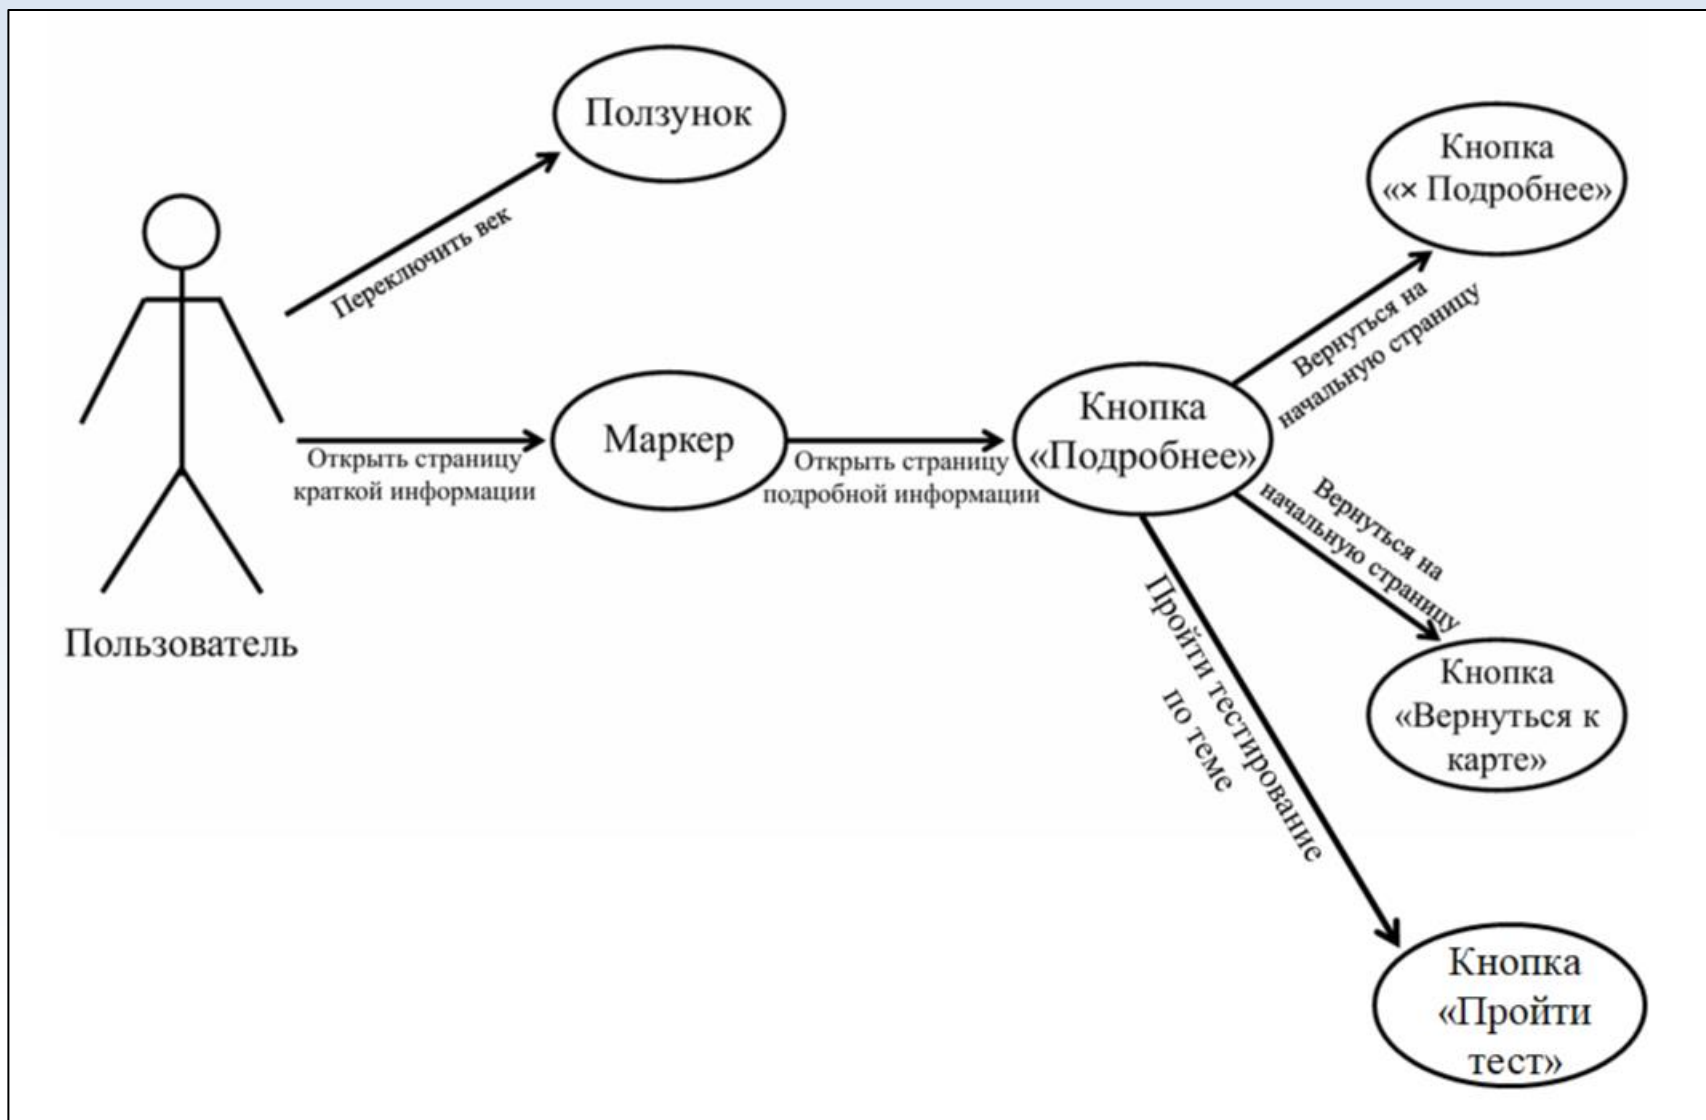 Ползунок
Кнопка
«× Подробнее»
Переключить век
Вернуться на
начальную страницу
Кнопка
«Подробнее»
Маркер
Открыть страницу
краткой информации
Открыть страницу
подробной информации
Вернуться на
начальную страницу
Пользователь
Пройти тестирование
по теме
Кнопка
«Вернуться к
карте»
Кнопка
«Пройти
тест»